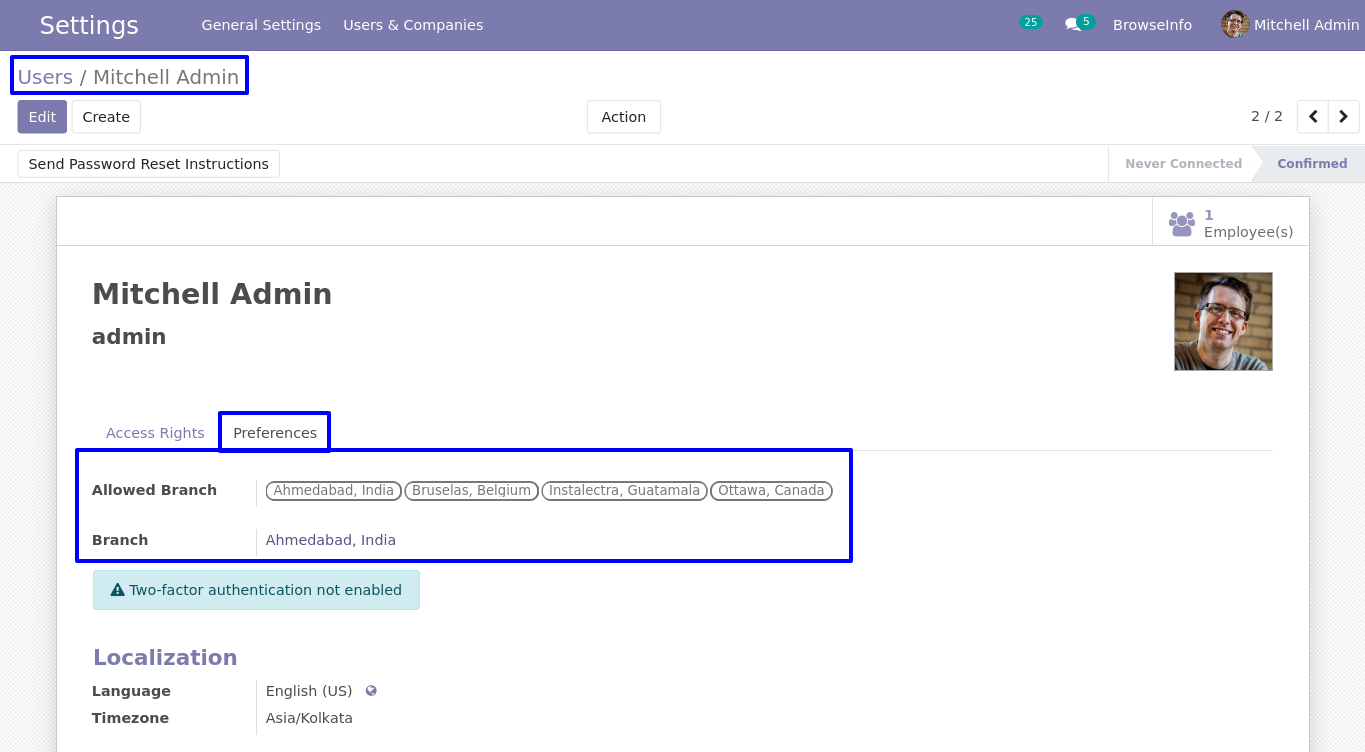 Settings General Settings Users & Companies 25 5 BrowseInfo Mitchell Admin
Users / Mitchell Admin
Edit Create Action 2 / 2
Send Password Reset Instructions Never Connected Confirmed
1
Employee(s)
Mitchell Admin
admin
Access Rights Preferences
Allowed Branch Ahmedabad, India Bruselas, Belgium Instalectra, Guatamala Ottawa, Canada
Branch Ahmedabad, India
Two-factor authentication not enabled
Localization
Language English (US)
Timezone Asia/Kolkata